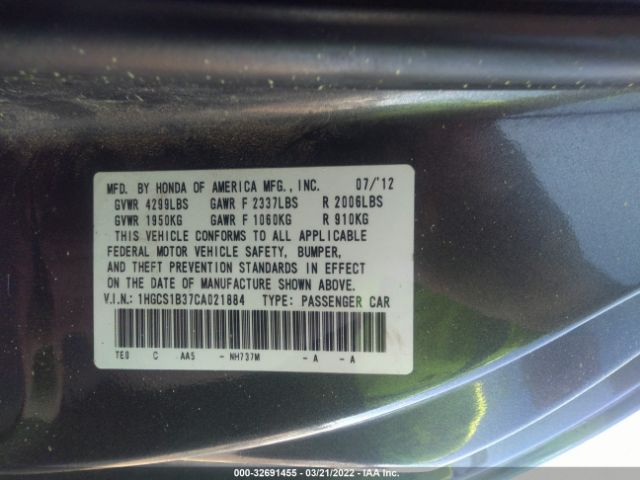 MFD. BY HONDA OF AMERICA MFG., INC. 07/'12
GVWR 4299LBS GAWR F 2337LBS R 2006LBS
GVWR 1950KG GAWR F 1060KG R 910KG
THIS VEHICLE CONFORMS TO ALL APPLICABLE
FEDERAL MOTOR VEHICLE SAFETY, BUMPER,
AND THEFT PREVENTION STANDARDS IN EFFECT
ON THE DATE OF MANUFACTURE SHOWN ABOVE.
V.I.N.: 1HGCS1B37CA021884 TYPE: PASSENGER CAR
TE0 C AA5 - NH737M - A - A
000-32691455 - 03/21/2022 - IAA Inc.